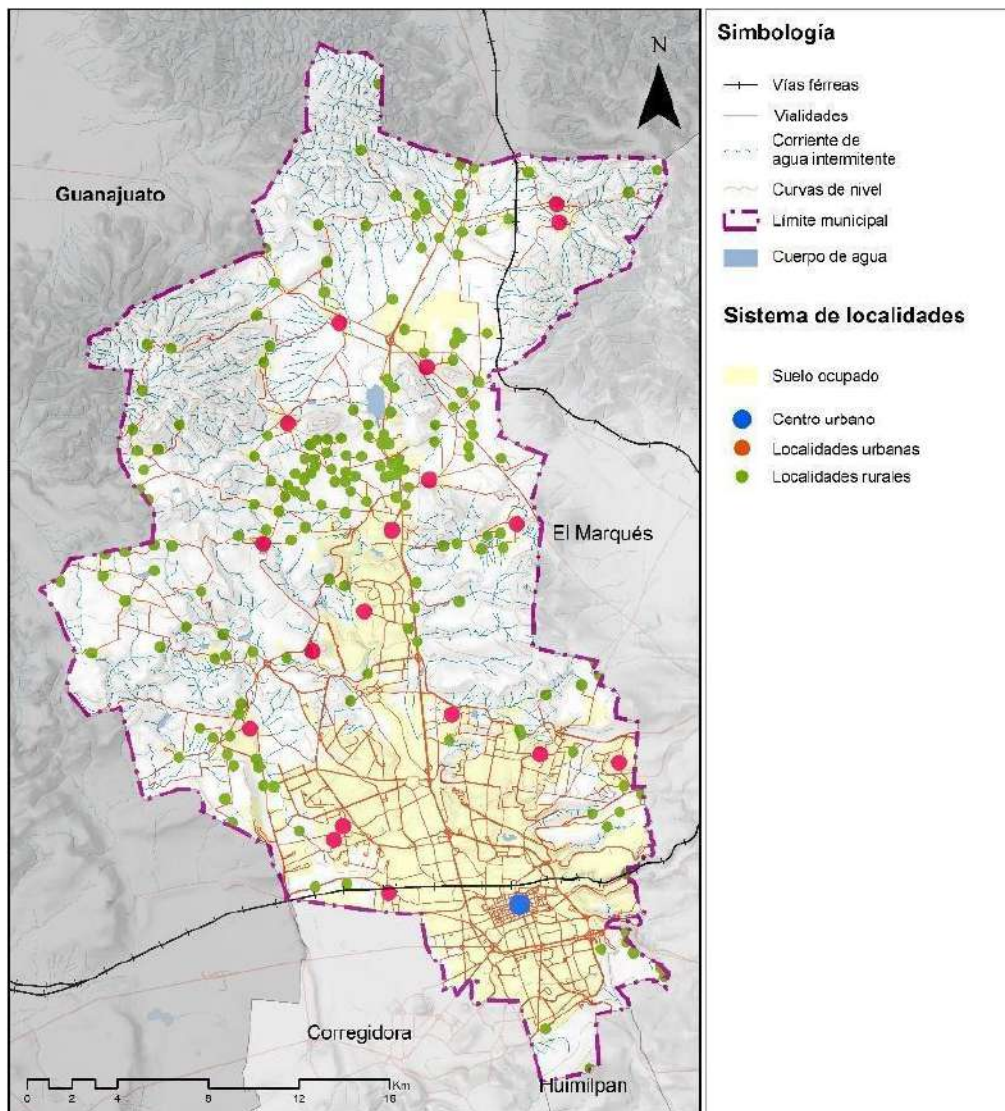 N
Guanajuato
El Marqués
Corregidora
Huimilpan
0 2 4 8 12 16 Km
Simbología
Vías férreas
Vialidades
Corriente de
agua intermitente
Curvas de nivel
Límite municipal
Cuerpo de agua
Sistema de localidades
Suelo ocupado
Centro urbano
Localidades urbanas
Localidades rurales